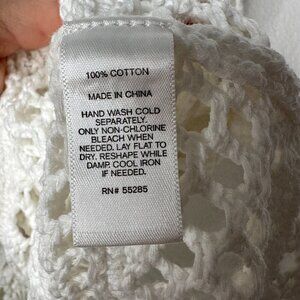 100% COTTON
MADE IN CHINA
HAND WASH COLD
SEPARATELY.
ONLY NON-CHLORINE
BLEACH WHEN
NEEDED. LAY FLAT TO
DRY. RESHAPE WHILE
DAMP. COOL IRON
IF NEEDED.
RN# 55285